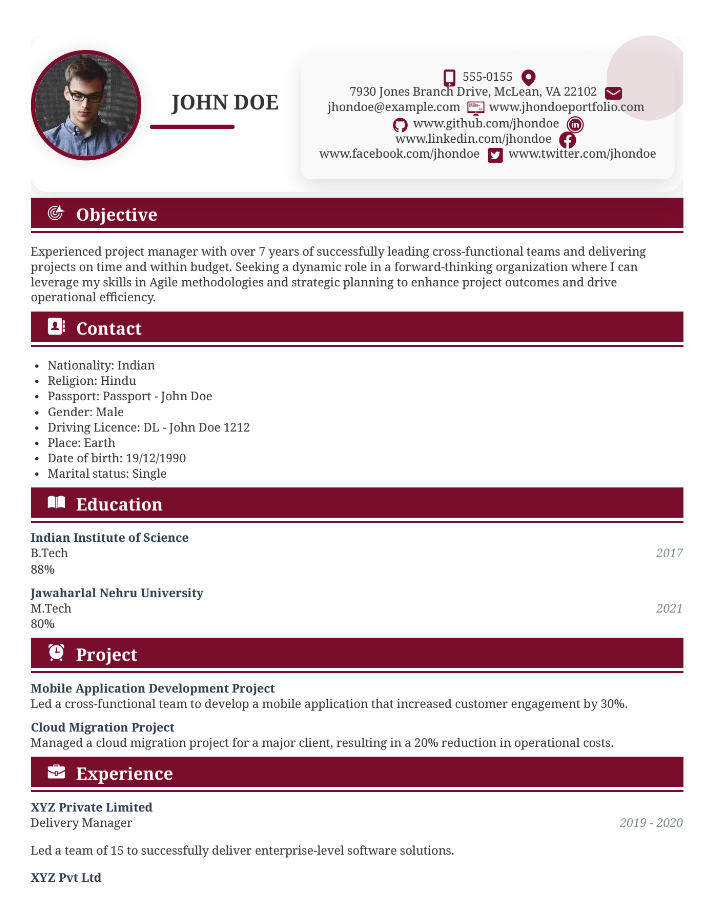 JOHN DOE
555-0155
7930 Jones Branch Drive, McLean, VA 22102
jhondoe@example.com www.jhondoeportfolio.com
www.github.com/jhondoe
www.linkedin.com/jhondoe
www.facebook.com/jhondoe www.twitter.com/jhondoe
Objective
Experienced project manager with over 7 years of successfully leading cross-functional teams and delivering
projects on time and within budget. Seeking a dynamic role in a forward-thinking organization where I can
leverage my skills in Agile methodologies and strategic planning to enhance project outcomes and drive
operational efficiency.
Contact
• Nationality: Indian
• Religion: Hindu
• Passport: Passport - John Doe
• Gender: Male
• Driving Licence: DL - John Doe 1212
• Place: Earth
• Date of birth: 19/12/1990
• Marital status: Single
Education
Indian Institute of Science
B.Tech 2017
88%
Jawaharlal Nehru University
M.Tech 2021
80%
Project
Mobile Application Development Project
Led a cross-functional team to develop a mobile application that increased customer engagement by 30%.
Cloud Migration Project
Managed a cloud migration project for a major client, resulting in a 20% reduction in operational costs.
Experience
XYZ Private Limited
Delivery Manager 2019 - 2020
Led a team of 15 to successfully deliver enterprise-level software solutions.
XYZ Pvt Ltd